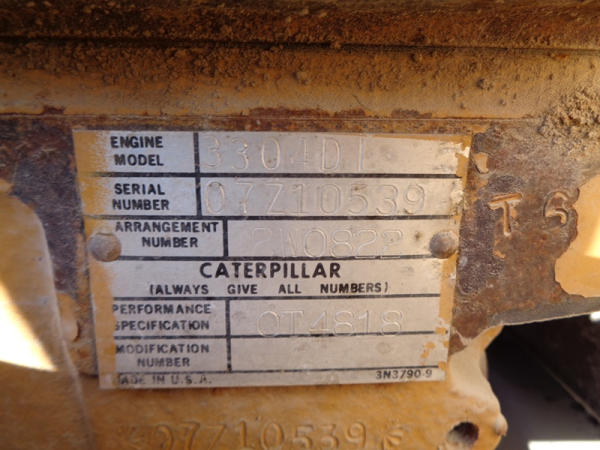 ENGINE MODEL 3304DI
SERIAL NUMBER 07Z10539
ARRANGEMENT NUMBER 2W0822
CATERPILLAR
(ALWAYS GIVE ALL NUMBERS)
PERFORMANCE SPECIFICATION 0T4818
MODIFICATION NUMBER
MADE IN U.S.A. 3N3790-9
T6
*07Z10539*